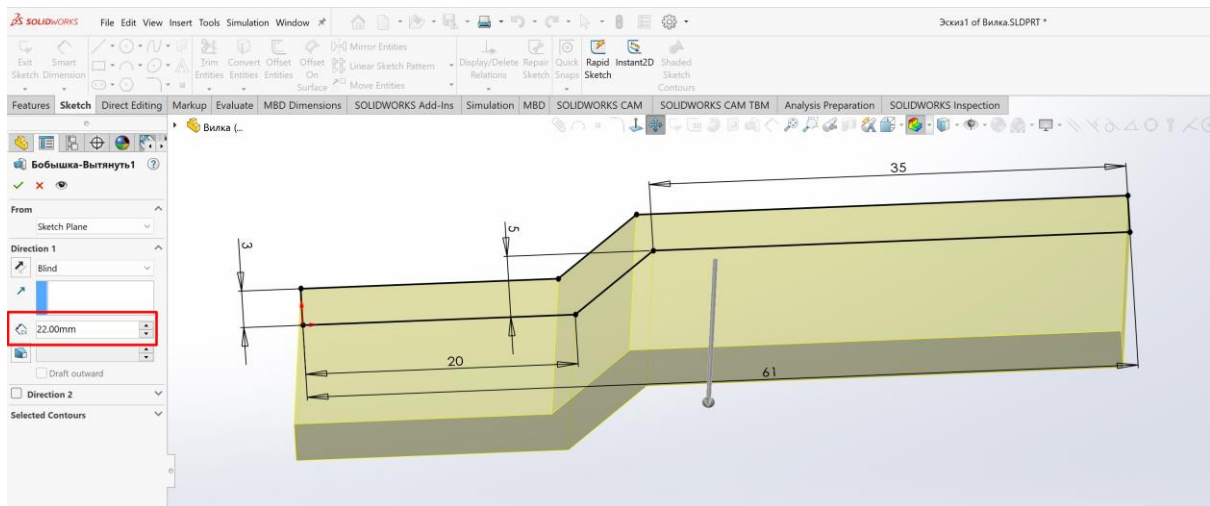 SOLIDWORKS File Edit View Insert Tools Simulation Window Эскиз1 of Вилка.SLDPRT *
Exit Sketch
Smart Dimension
Trim Entities
Convert Entities
Offset Entities
Offset On Surface
Mirror Entities
Linear Sketch Pattern
Move Entities
Display/Delete Relations
Repair Sketch
Quick Snaps
Rapid Sketch
Instant2D
Shaded Sketch Contours
Features Sketch Direct Editing Markup Evaluate MBD Dimensions SOLIDWORKS Add-Ins Simulation MBD SOLIDWORKS CAM SOLIDWORKS CAM TBM Analysis Preparation SOLIDWORKS Inspection
Вилка (...
Бобышка-Вытянуть1
From
Sketch Plane
Direction 1
Blind
22.00mm
Draft outward
Direction 2
Selected Contours
35
5
3
20
61